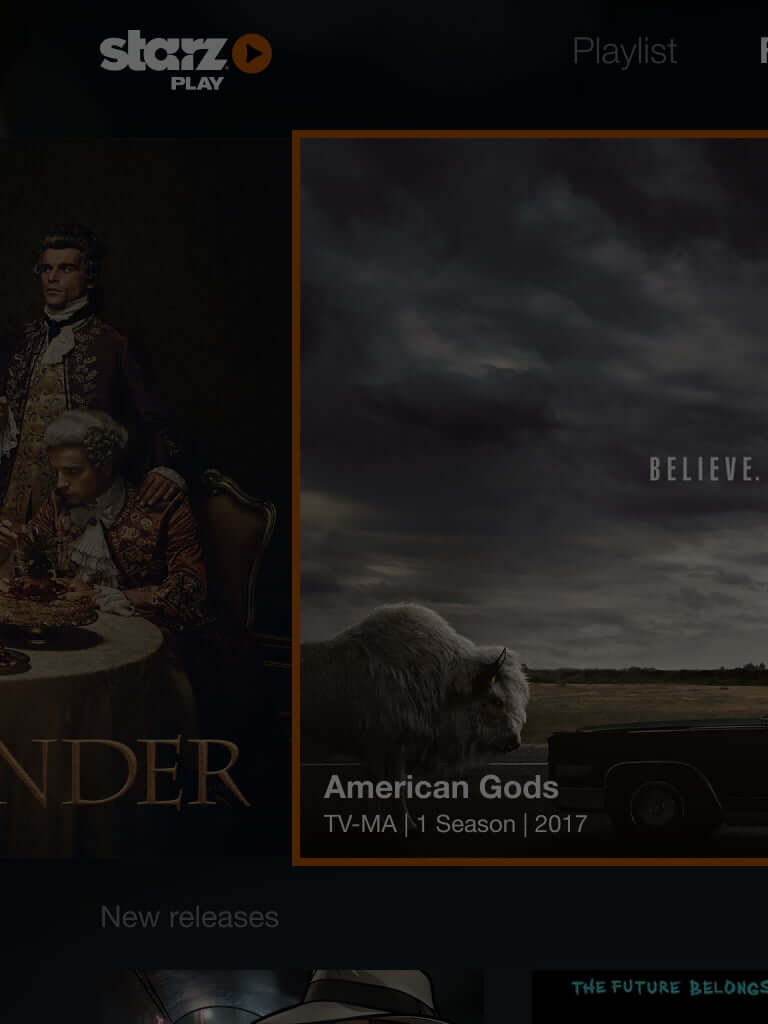 starz
PLAY
Playlist
BELIEVE.
NDER
American Gods
TV-MA | 1 Season | 2017
New releases
THE FUTURE BELONGS